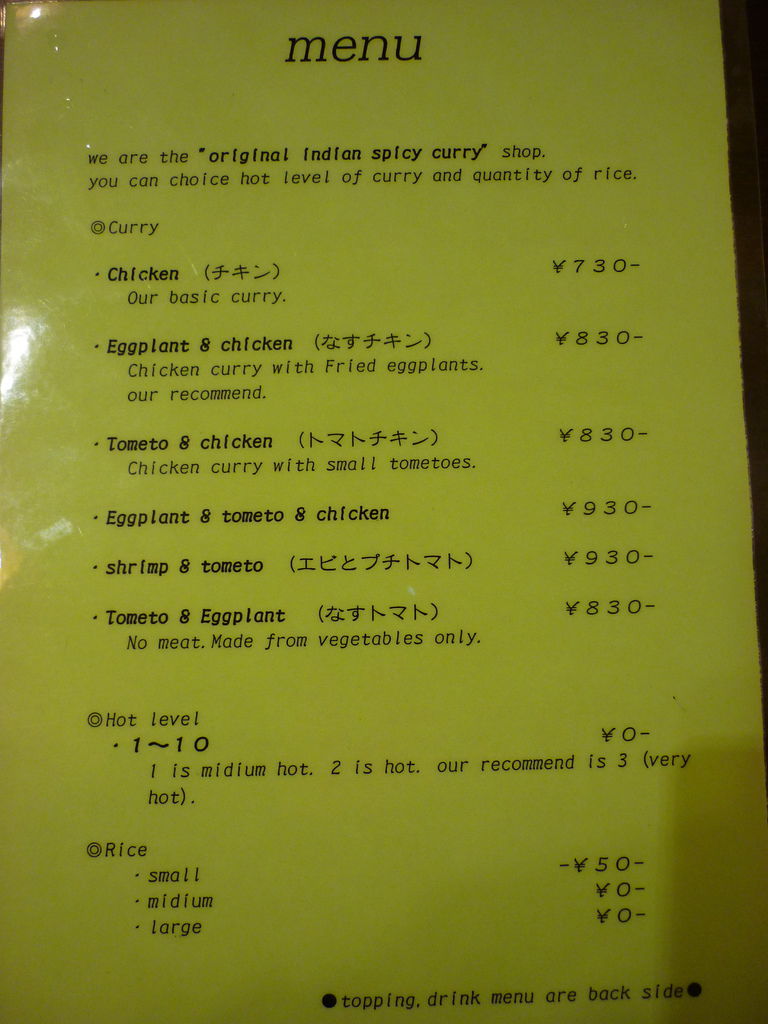 menu
we are the "original indian spicy curry" shop.
you can choice hot level of curry and quantity of rice.
◎Curry
・Chicken （チキン） ￥７３０−
Our basic curry.
・Eggplant & chicken （なすチキン） ￥８３０−
Chicken curry with Fried eggplants.
our recommend.
・Tometo & chicken （トマトチキン） ￥８３０−
Chicken curry with small tometoes.
・Eggplant & tometo & chicken ￥９３０−
・shrimp & tometo （エビとプチトマト） ￥９３０−
・Tometo & Eggplant （なすトマト） ￥８３０−
No meat. Made from vegetables only.
◎Hot level
・１〜１０ ￥０−
1 is midium hot. 2 is hot. our recommend is 3 (very
hot).
◎Rice
・small −￥５０−
・midium ￥０−
・large ￥０−
●topping, drink menu are back side●